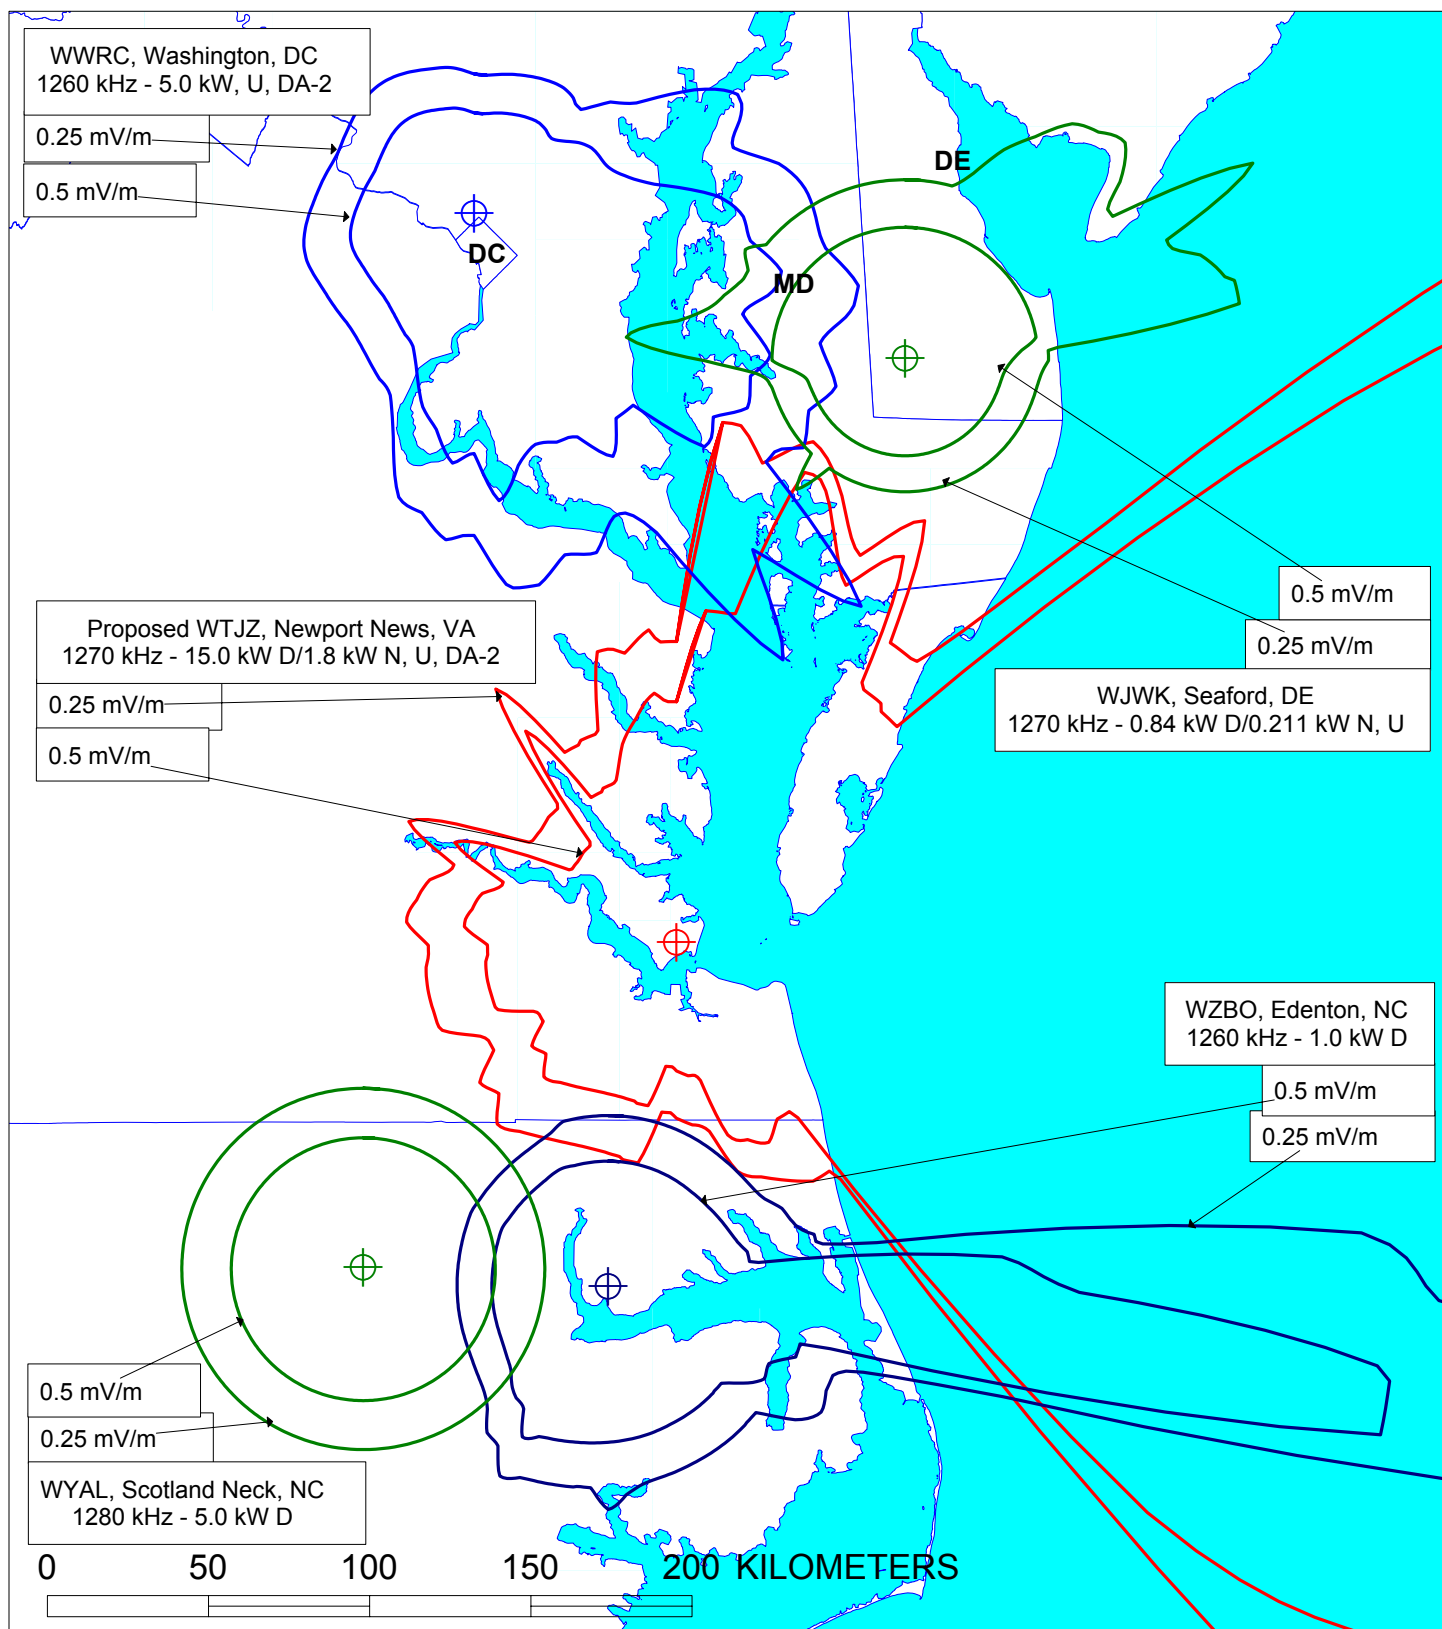 WWRC, Washington, DC
1260 kHz - 5.0 kW, U, DA-2
0.25 mV/m
0.5 mV/m
DE
DC
MD
0.5 mV/m
0.25 mV/m
WJWK, Seaford, DE
1270 kHz - 0.84 kW D/0.211 kW N, U
Proposed WTJZ, Newport News, VA
1270 kHz - 15.0 kW D/1.8 kW N, U, DA-2
0.25 mV/m
0.5 mV/m
WZBO, Edenton, NC
1260 kHz - 1.0 kW D
0.5 mV/m
0.25 mV/m
0.5 mV/m
0.25 mV/m
WYAL, Scotland Neck, NC
1280 kHz - 5.0 kW D
0 50 100 150 200 KILOMETERS